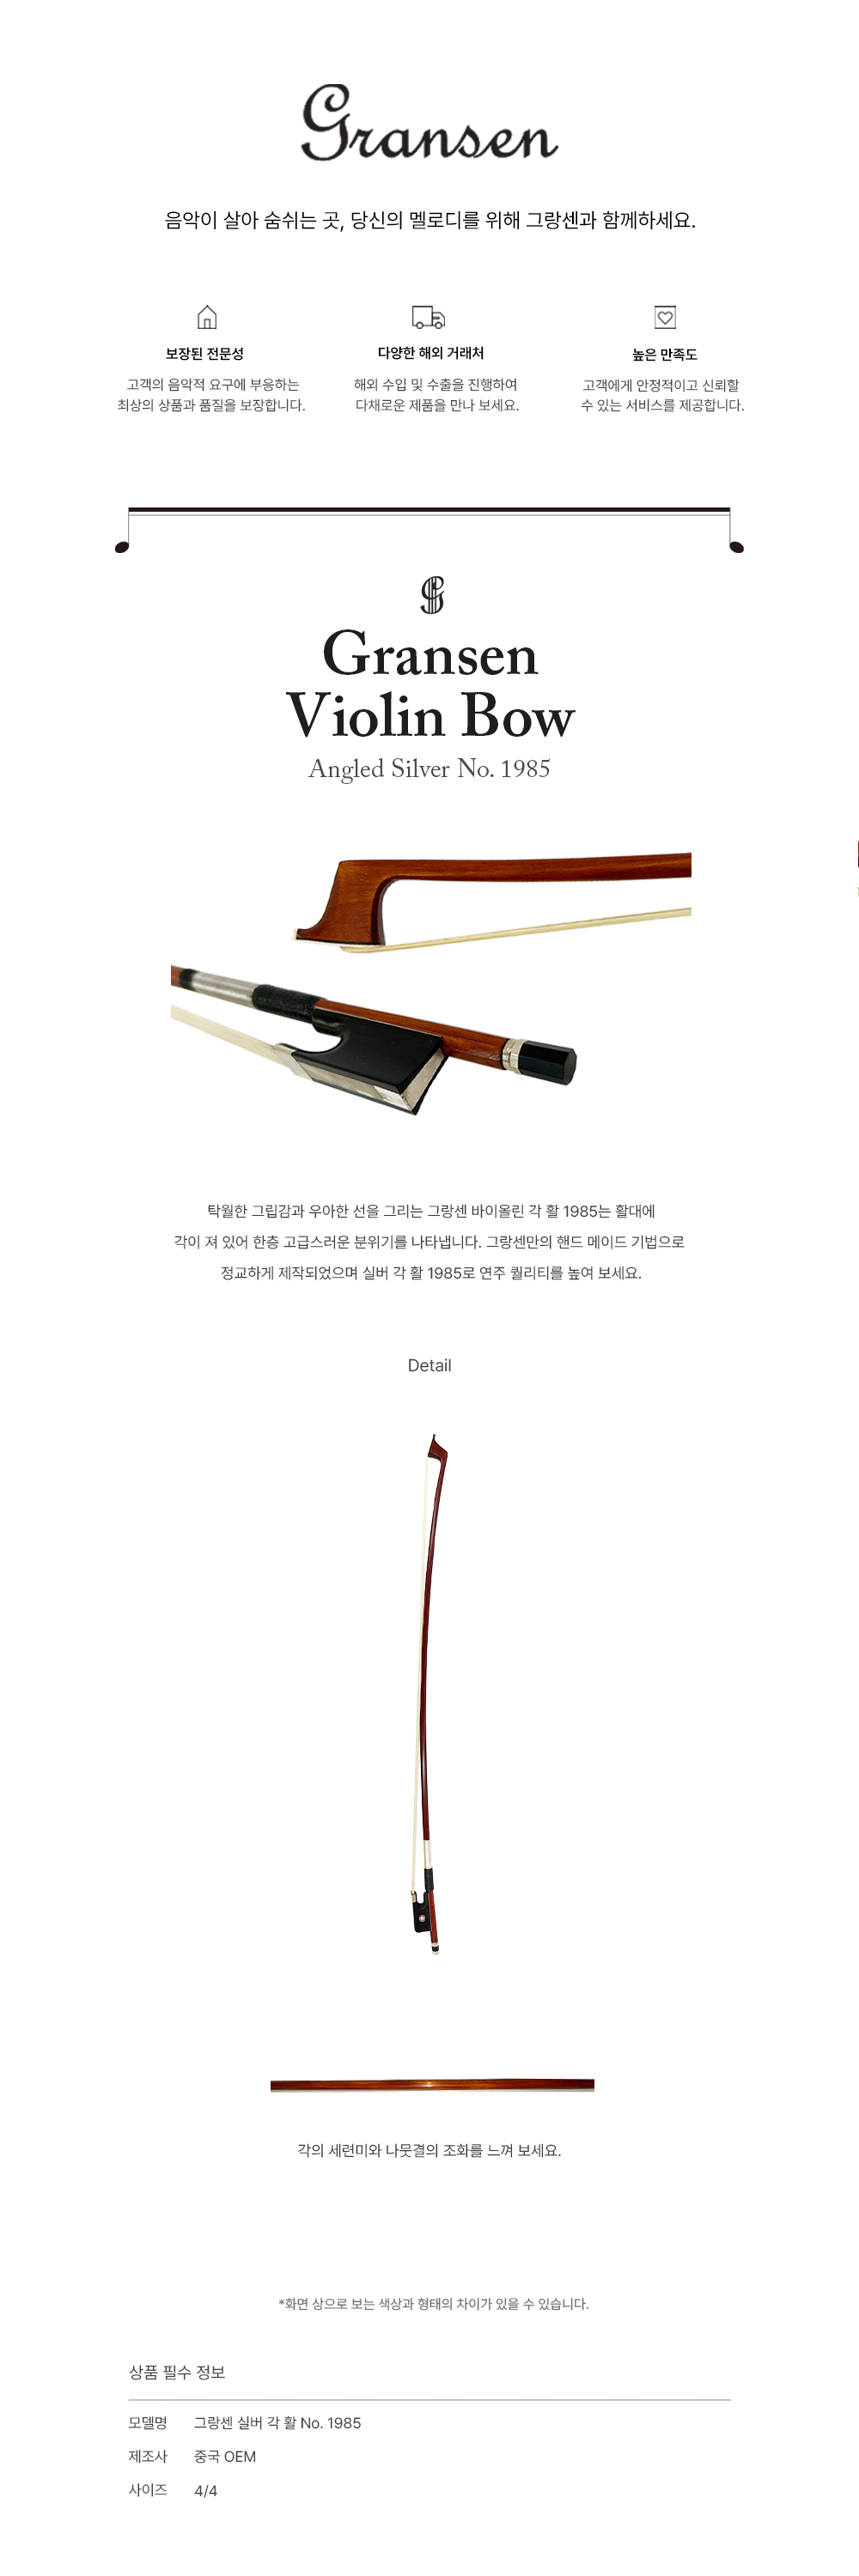 Gransen
음악이 살아 숨쉬는 곳, 당신의 멜로디를 위해 그랑센과 함께하세요.
보장된 전문성
고객의 음악적 요구에 부응하는
최상의 상품과 품질을 보장합니다.
다양한 해외 거래처
해외 수입 및 수출을 진행하여
다채로운 제품을 만나 보세요.
높은 만족도
고객에게 안정적이고 신뢰할
수 있는 서비스를 제공합니다.
Gransen
Violin Bow
Angled Silver No. 1985
탁월한 그립감과 우아한 선을 그리는 그랑센 바이올린 각 활 1985는 활대에
각이 져 있어 한층 고급스러운 분위기를 나타냅니다. 그랑센만의 핸드 메이드 기법으로
정교하게 제작되었으며 실버 각 활 1985로 연주 퀄리티를 높여 보세요.
Detail
각의 세련미와 나뭇결의 조화를 느껴 보세요.
*화면 상으로 보는 색상과 형태의 차이가 있을 수 있습니다.
상품 필수 정보
모델명 그랑센 실버 각 활 No. 1985
제조사 중국 OEM
사이즈 4/4